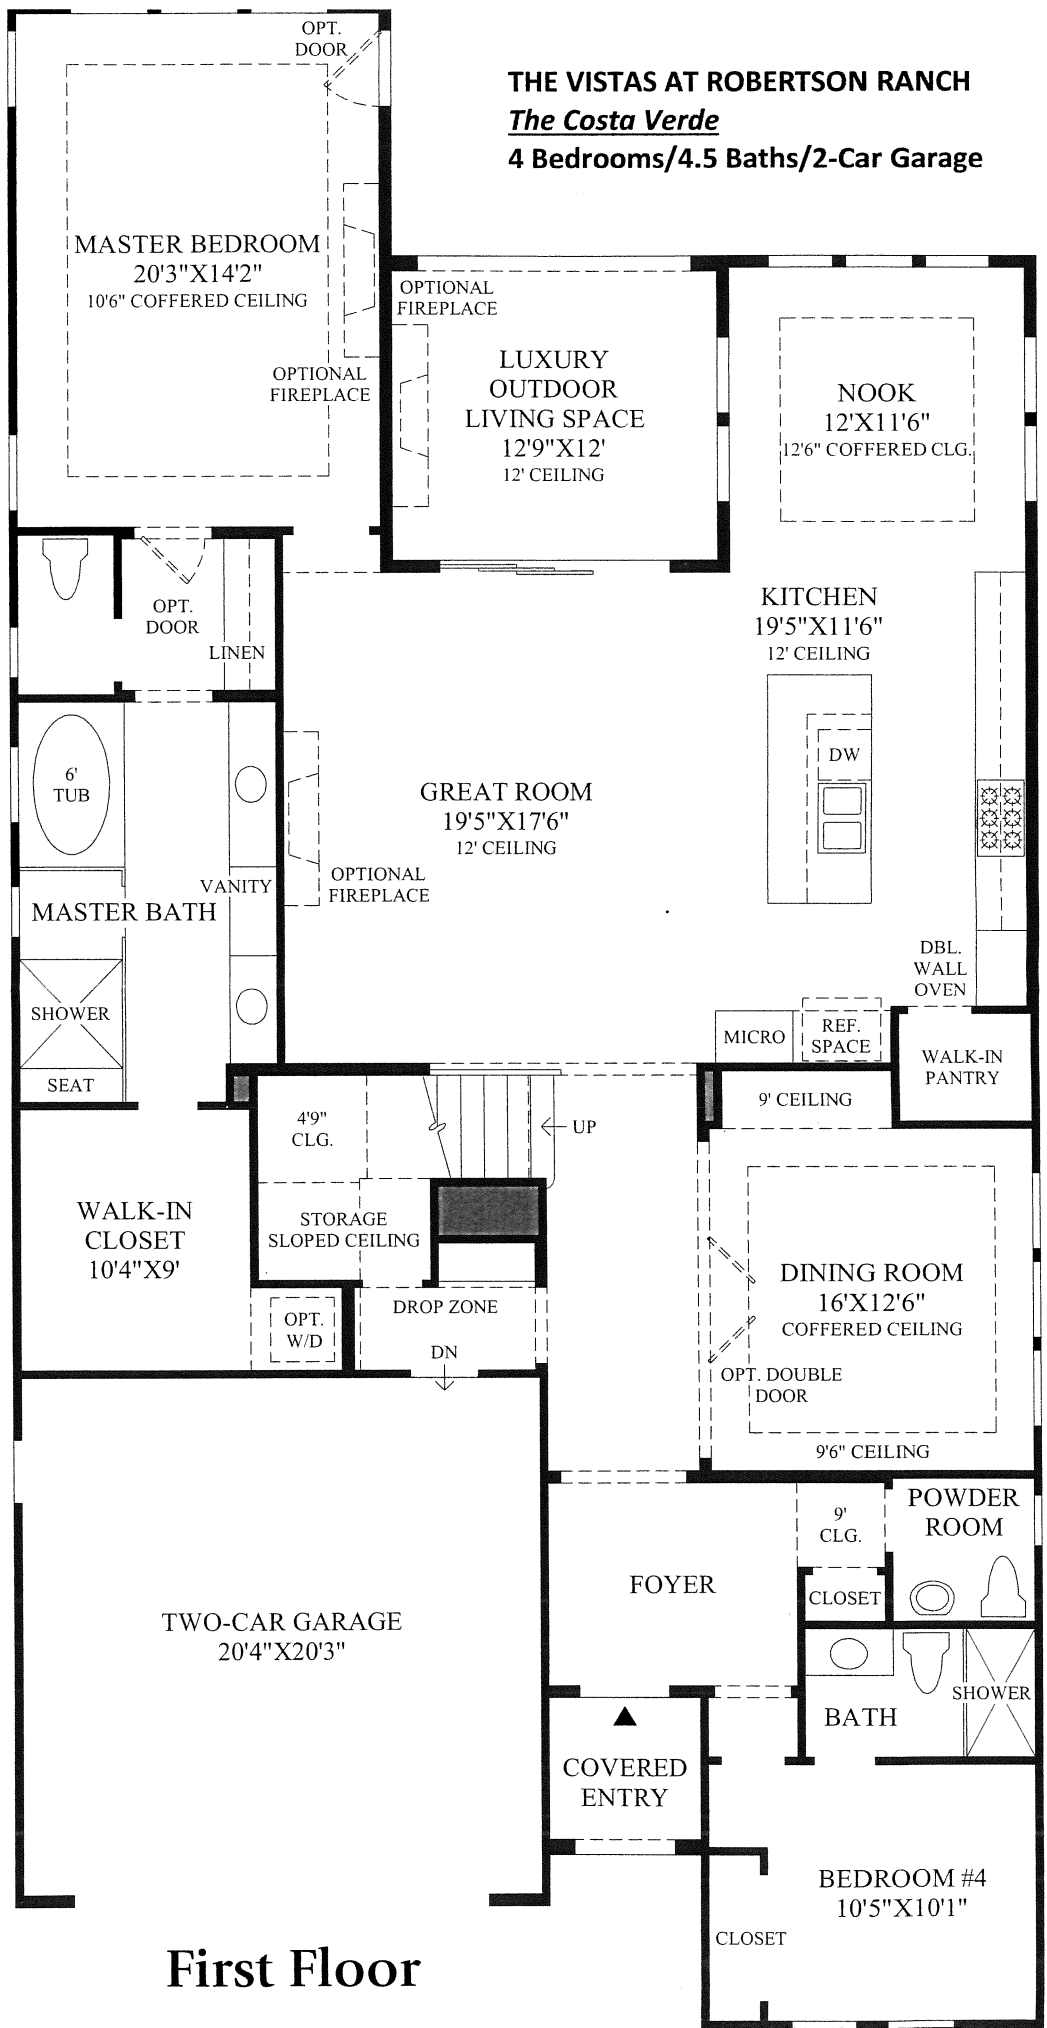 THE VISTAS AT ROBERTSON RANCH
The Costa Verde
4 Bedrooms/4.5 Baths/2-Car Garage
OPT.
DOOR
MASTER BEDROOM
20'3"X14'2"
10'6" COFFERED CEILING
OPTIONAL
FIREPLACE
OPTIONAL
FIREPLACE
LUXURY
OUTDOOR
LIVING SPACE
12'9"X12'
12' CEILING
NOOK
12'X11'6"
12'6" COFFERED CLG.
OPT.
DOOR
LINEN
KITCHEN
19'5"X11'6"
12' CEILING
DW
6'
TUB
GREAT ROOM
19'5"X17'6"
12' CEILING
OPTIONAL
FIREPLACE
VANITY
MASTER BATH
SHOWER
SEAT
DBL.
WALL
OVEN
MICRO
REF.
SPACE
WALK-IN
PANTRY
9' CEILING
4'9"
CLG.
UP
WALK-IN
CLOSET
10'4"X9'
STORAGE
SLOPED CEILING
OPT.
W/D
DROP ZONE
DN
DINING ROOM
16'X12'6"
COFFERED CEILING
OPT. DOUBLE
DOOR
9'6" CEILING
POWDER
ROOM
9'
CLG.
FOYER
CLOSET
TWO-CAR GARAGE
20'4"X20'3"
SHOWER
BATH
COVERED
ENTRY
BEDROOM #4
10'5"X10'1"
CLOSET
First Floor